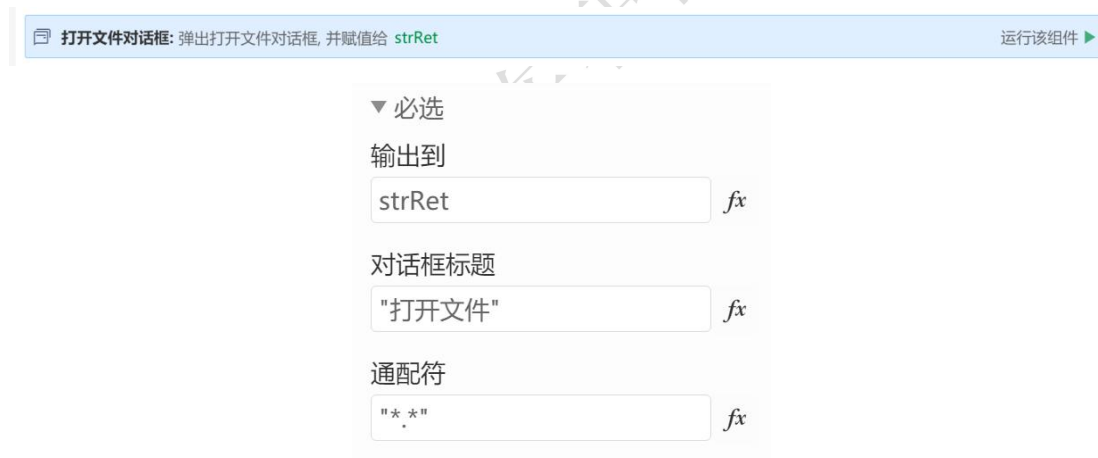 打开文件对话框: 弹出打开文件对话框, 并赋值给 strRet 运行该组件
必选
输出到
strRet fx
对话框标题
"打开文件" fx
通配符
"*.*" fx